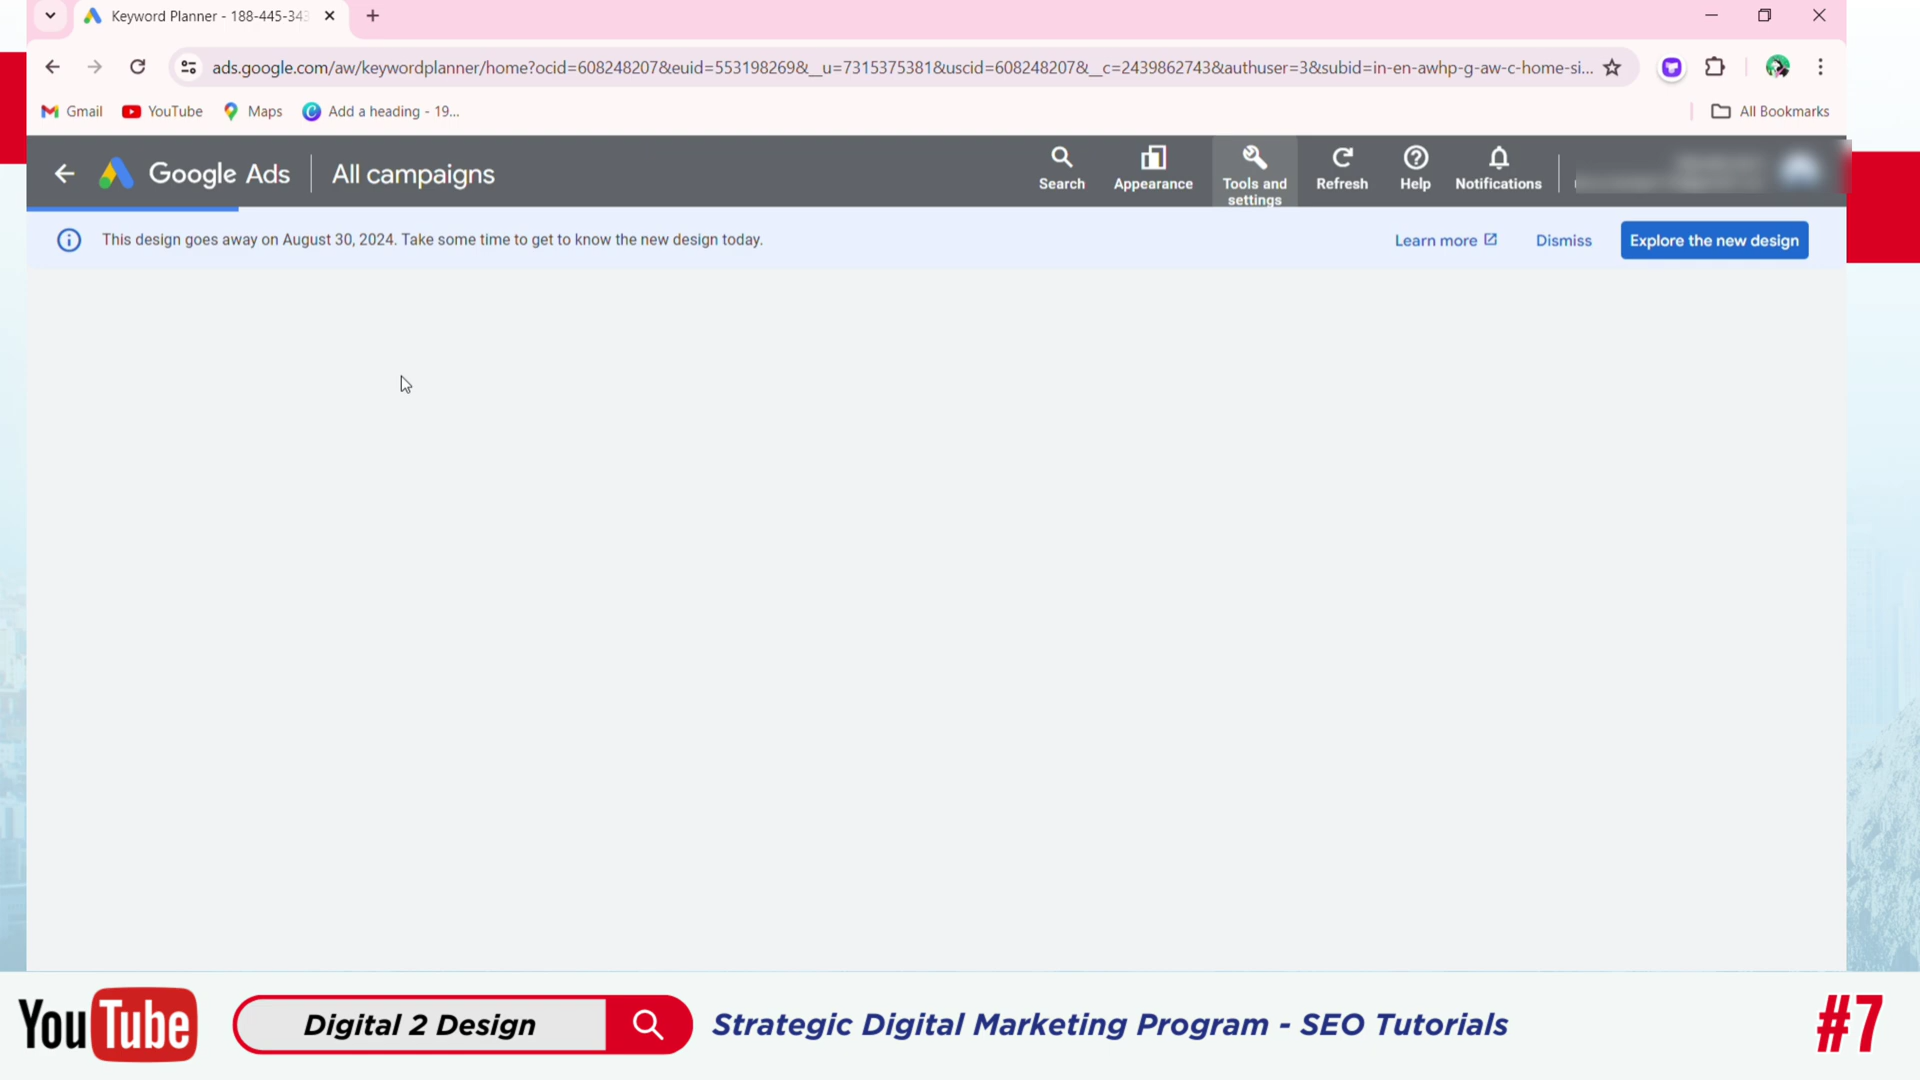 Keyword Planner - 188-445-343
ads.google.com/aw/keywordplanner/home?ocid=608248207&euid=553198269&__u=7315375381&uscid=608248207&__c=2439862743&authuser=3&subid=in-en-awhp-g-aw-c-home-si...
Gmail YouTube Maps Add a heading - 19... All Bookmarks
Google Ads All campaigns Search Appearance Tools and settings Refresh Help Notifications
This design goes away on August 30, 2024. Take some time to get to know the new design today. Learn more Dismiss Explore the new design
YouTube Digital 2 Design Strategic Digital Marketing Program - SEO Tutorials #7